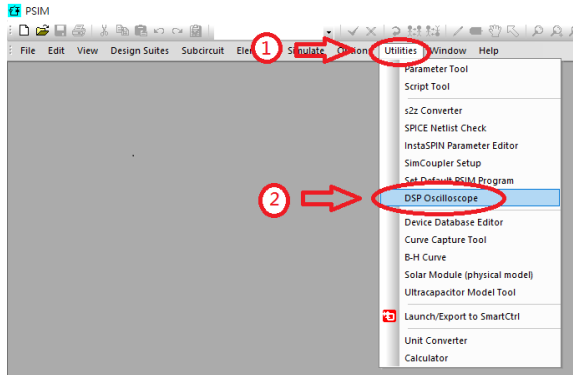 PSIM
File Edit View Design Suites Subcircuit Simulate Utilities Window Help
1
Parameter Tool
Script Tool
s2z Converter
SPICE Netlist Check
InstaSPIN Parameter Editor
SimCoupler Setup
Set Default PSIM Program
2
DSP Oscilloscope
Device Database Editor
Curve Capture Tool
B-H Curve
Solar Module (physical model)
Ultracapacitor Model Tool
Launch/Export to SmartCtrl
Unit Converter
Calculator